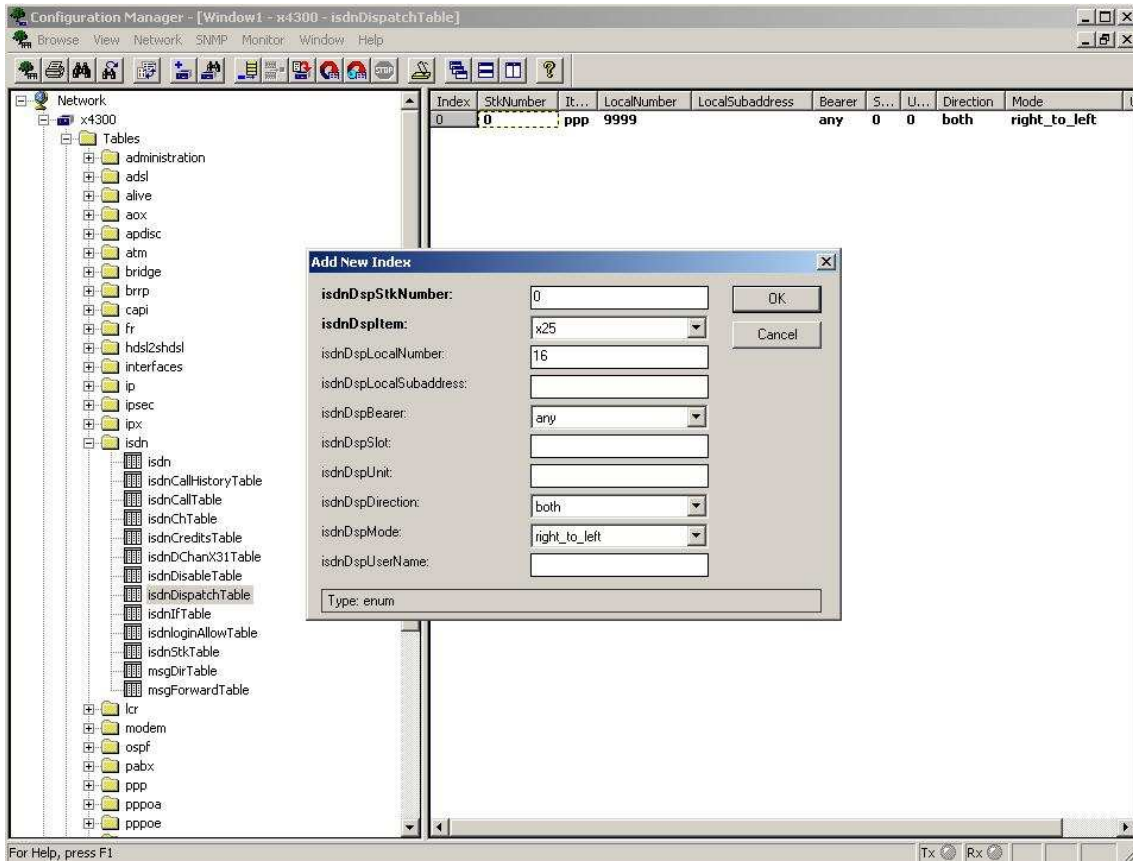 Configuration Manager - [Window1 - x4300 - isdnDispatchTable]
Browse View Network SNMP Monitor Window Help
Network
x4300
Tables
administration
adsl
alive
aox
apdisc
atm
bridge
brrp
capi
fr
hdsl2shdsl
interfaces
ip
ipsec
ipx
isdn
isdn
isdnCallHistoryTable
isdnCallTable
isdnChTable
isdnCreditsTable
isdnDChanX31Table
isdnDisableTable
isdnDispatchTable
isdnIfTable
isdnloginAllowTable
isdnStkTable
msgDirTable
msgForwardTable
lcr
modem
ospf
pabx
ppp
pppoa
pppoe
Index StkNumber It... LocalNumber LocalSubaddress Bearer S... U... Direction Mode
0 0 ppp 9999 any 0 0 both right_to_left
Add New Index
isdnDspStkNumber: 0
isdnDspItem: x25
isdnDspLocalNumber: 16
isdnDspLocalSubaddress:
isdnDspBearer: any
isdnDspSlot:
isdnDspUnit:
isdnDspDirection: both
isdnDspMode: right_to_left
isdnDspUserName:
Type: enum
OK
Cancel
For Help, press F1
Tx Rx